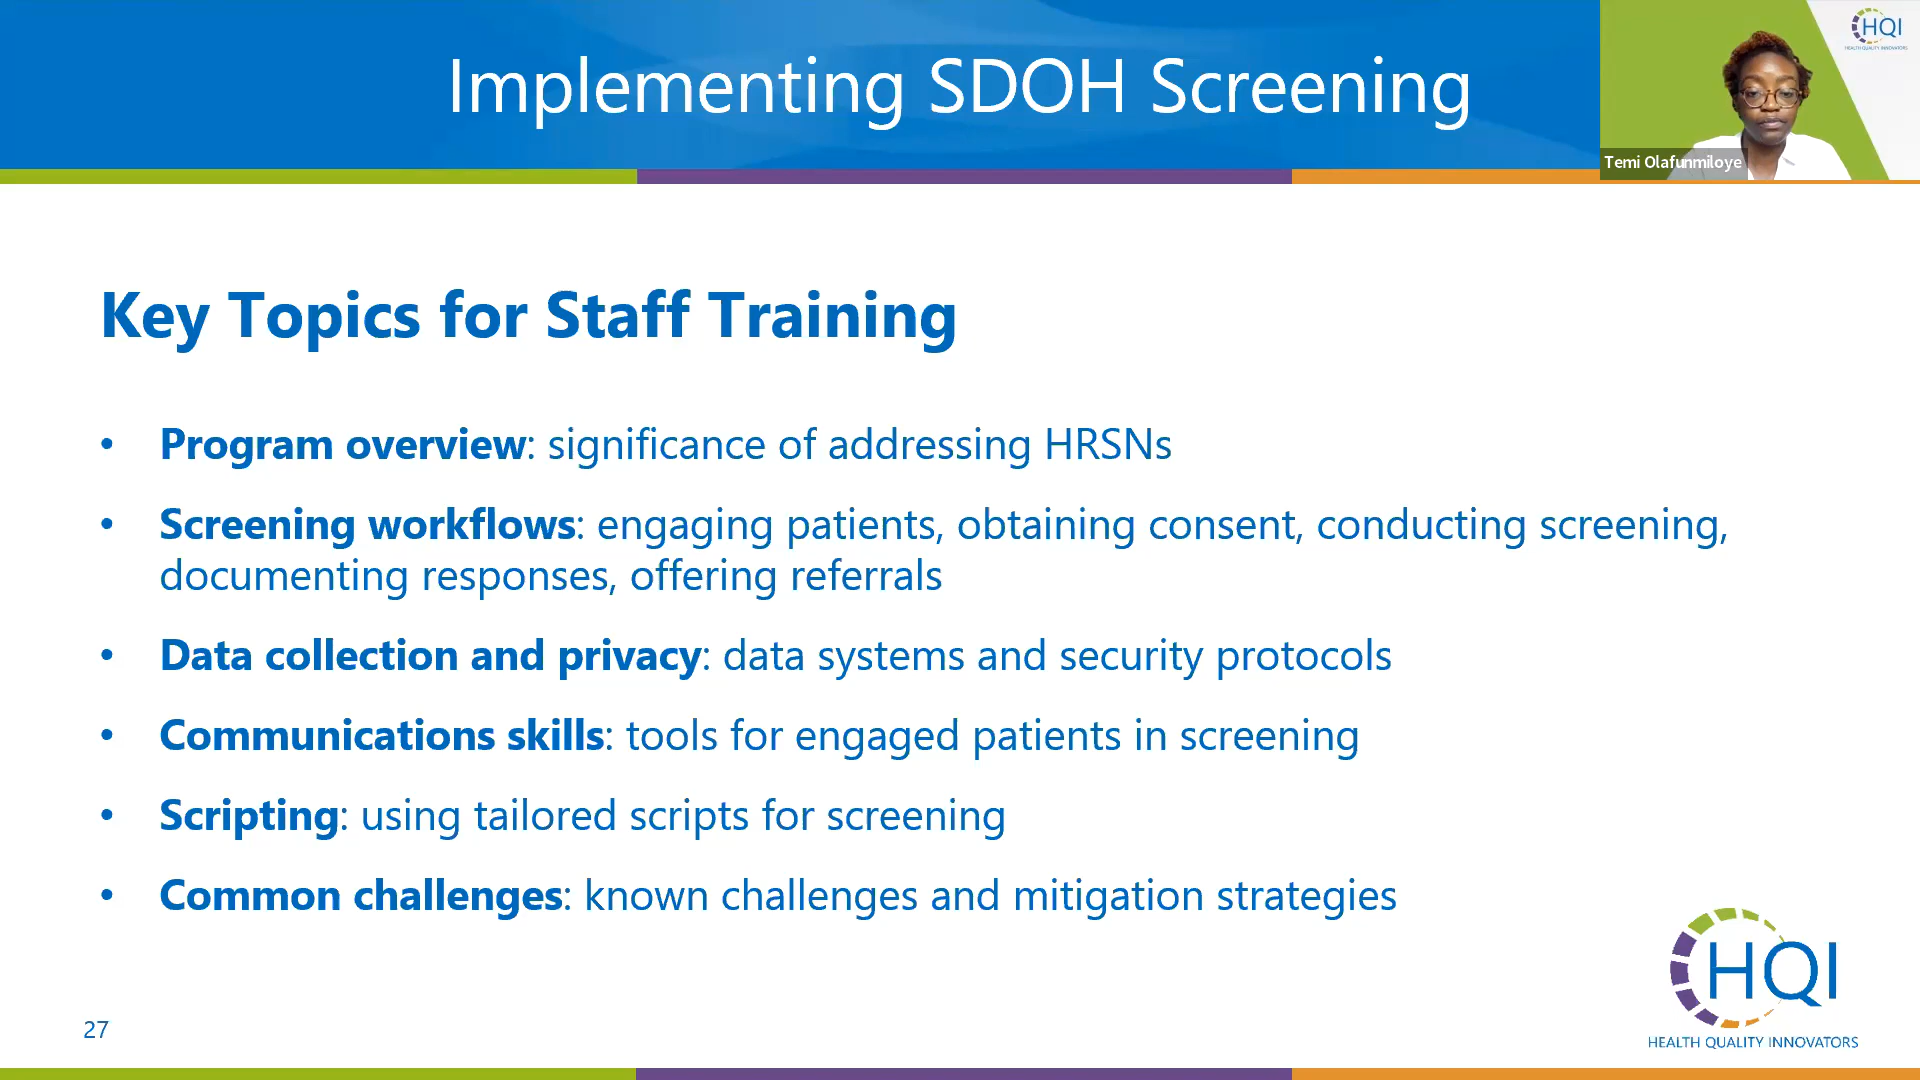 Implementing SDOH Screening
HQI
HEALTH QUALITY INNOVATORS
Temi Olafunmiloye
Key Topics for Staff Training
• Program overview: significance of addressing HRSNs
• Screening workflows: engaging patients, obtaining consent, conducting screening,
documenting responses, offering referrals
• Data collection and privacy: data systems and security protocols
• Communications skills: tools for engaged patients in screening
• Scripting: using tailored scripts for screening
• Common challenges: known challenges and mitigation strategies
HQI
HEALTH QUALITY INNOVATORS
27